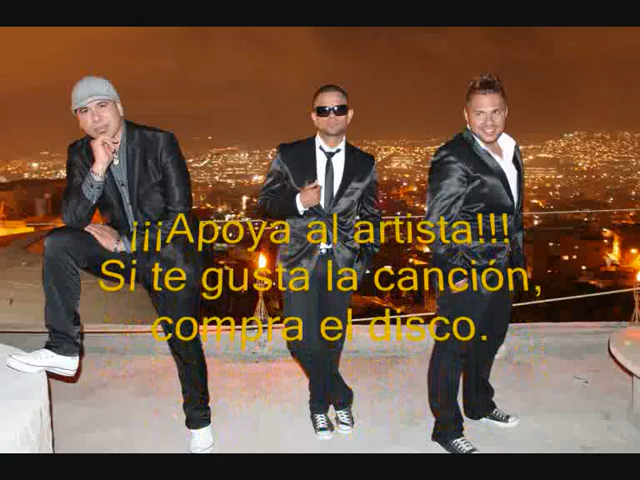 ¡¡¡Apoya al artista!!!
Si te gusta la canción,
compra el disco.